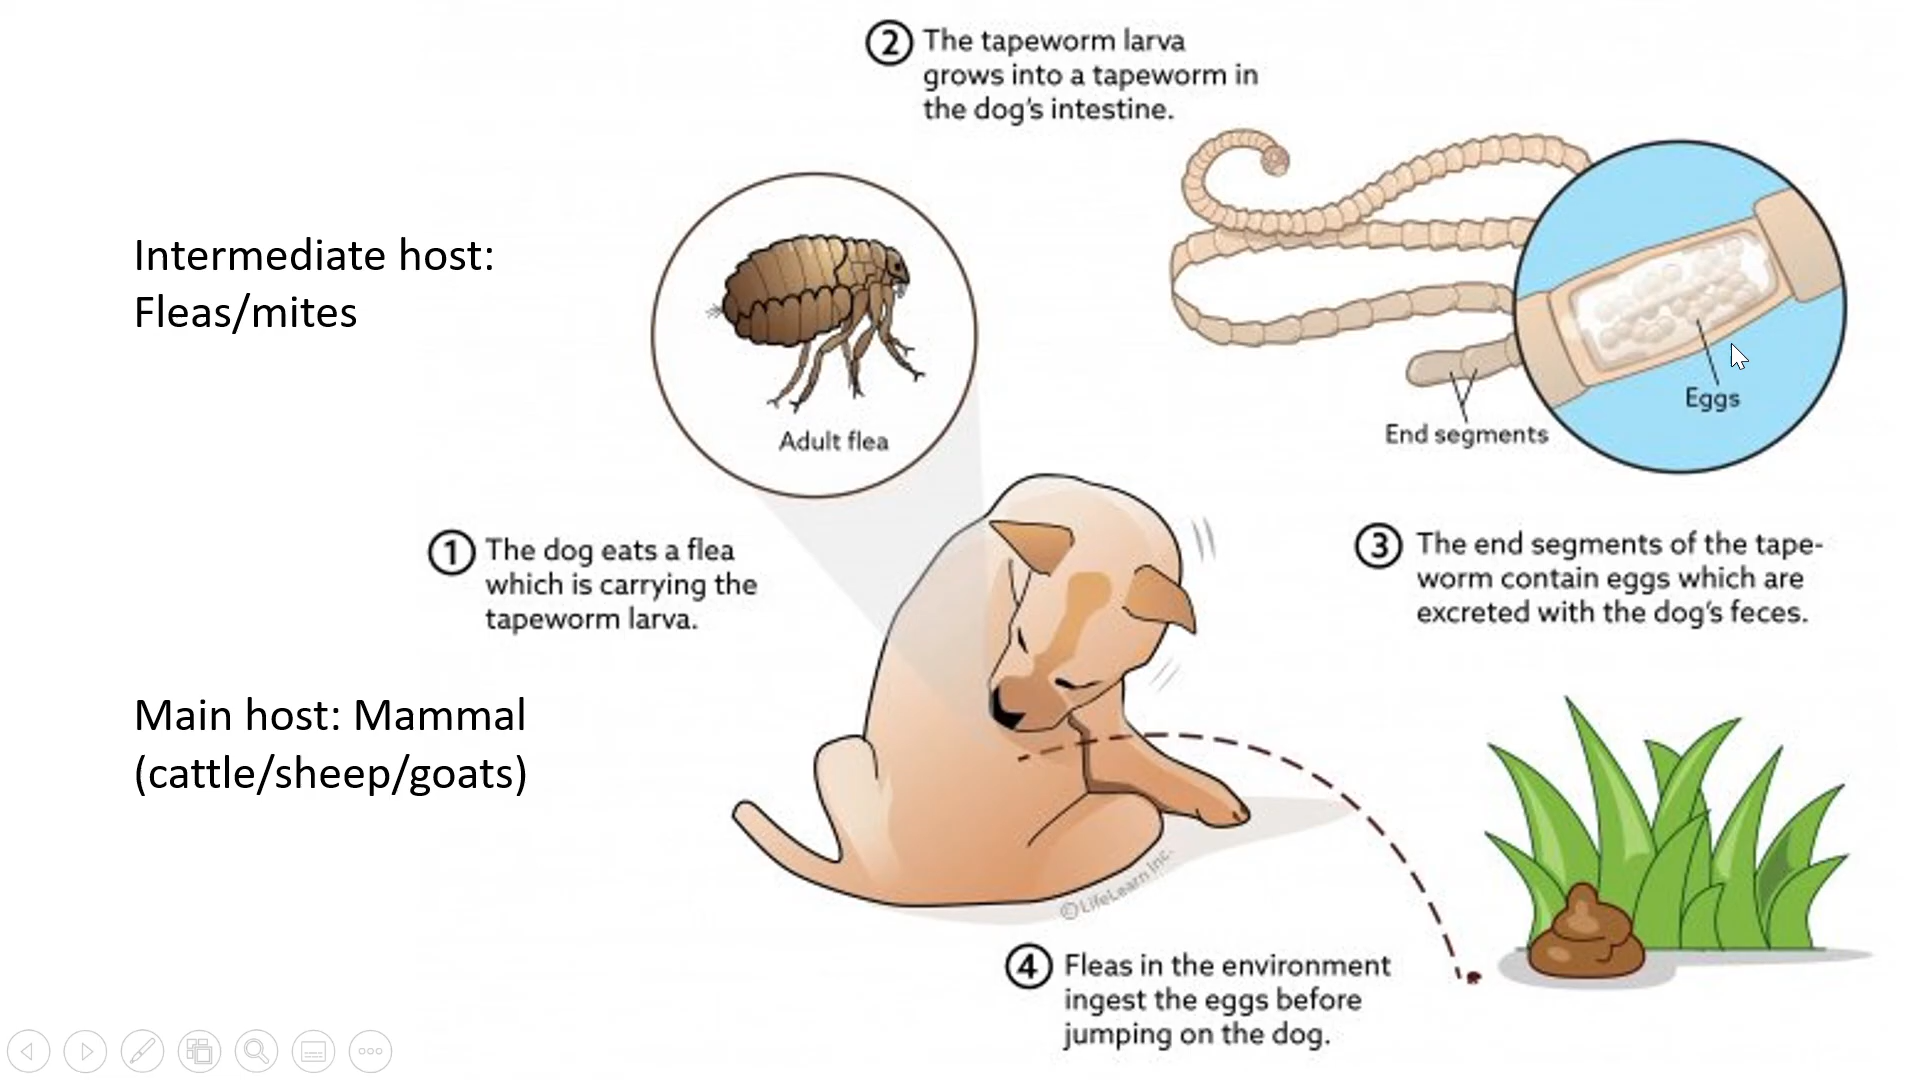 2 The tapeworm larva
grows into a tapeworm in
the dog's intestine.
Intermediate host:
Fleas/mites
Adult flea
Eggs
End segments
1 The dog eats a flea
which is carrying the
tapeworm larva.
3 The end segments of the tape-
worm contain eggs which are
excreted with the dog's feces.
Main host: Mammal
(cattle/sheep/goats)
©LifeLearn Inc.
4 Fleas in the environment
ingest the eggs before
jumping on the dog.